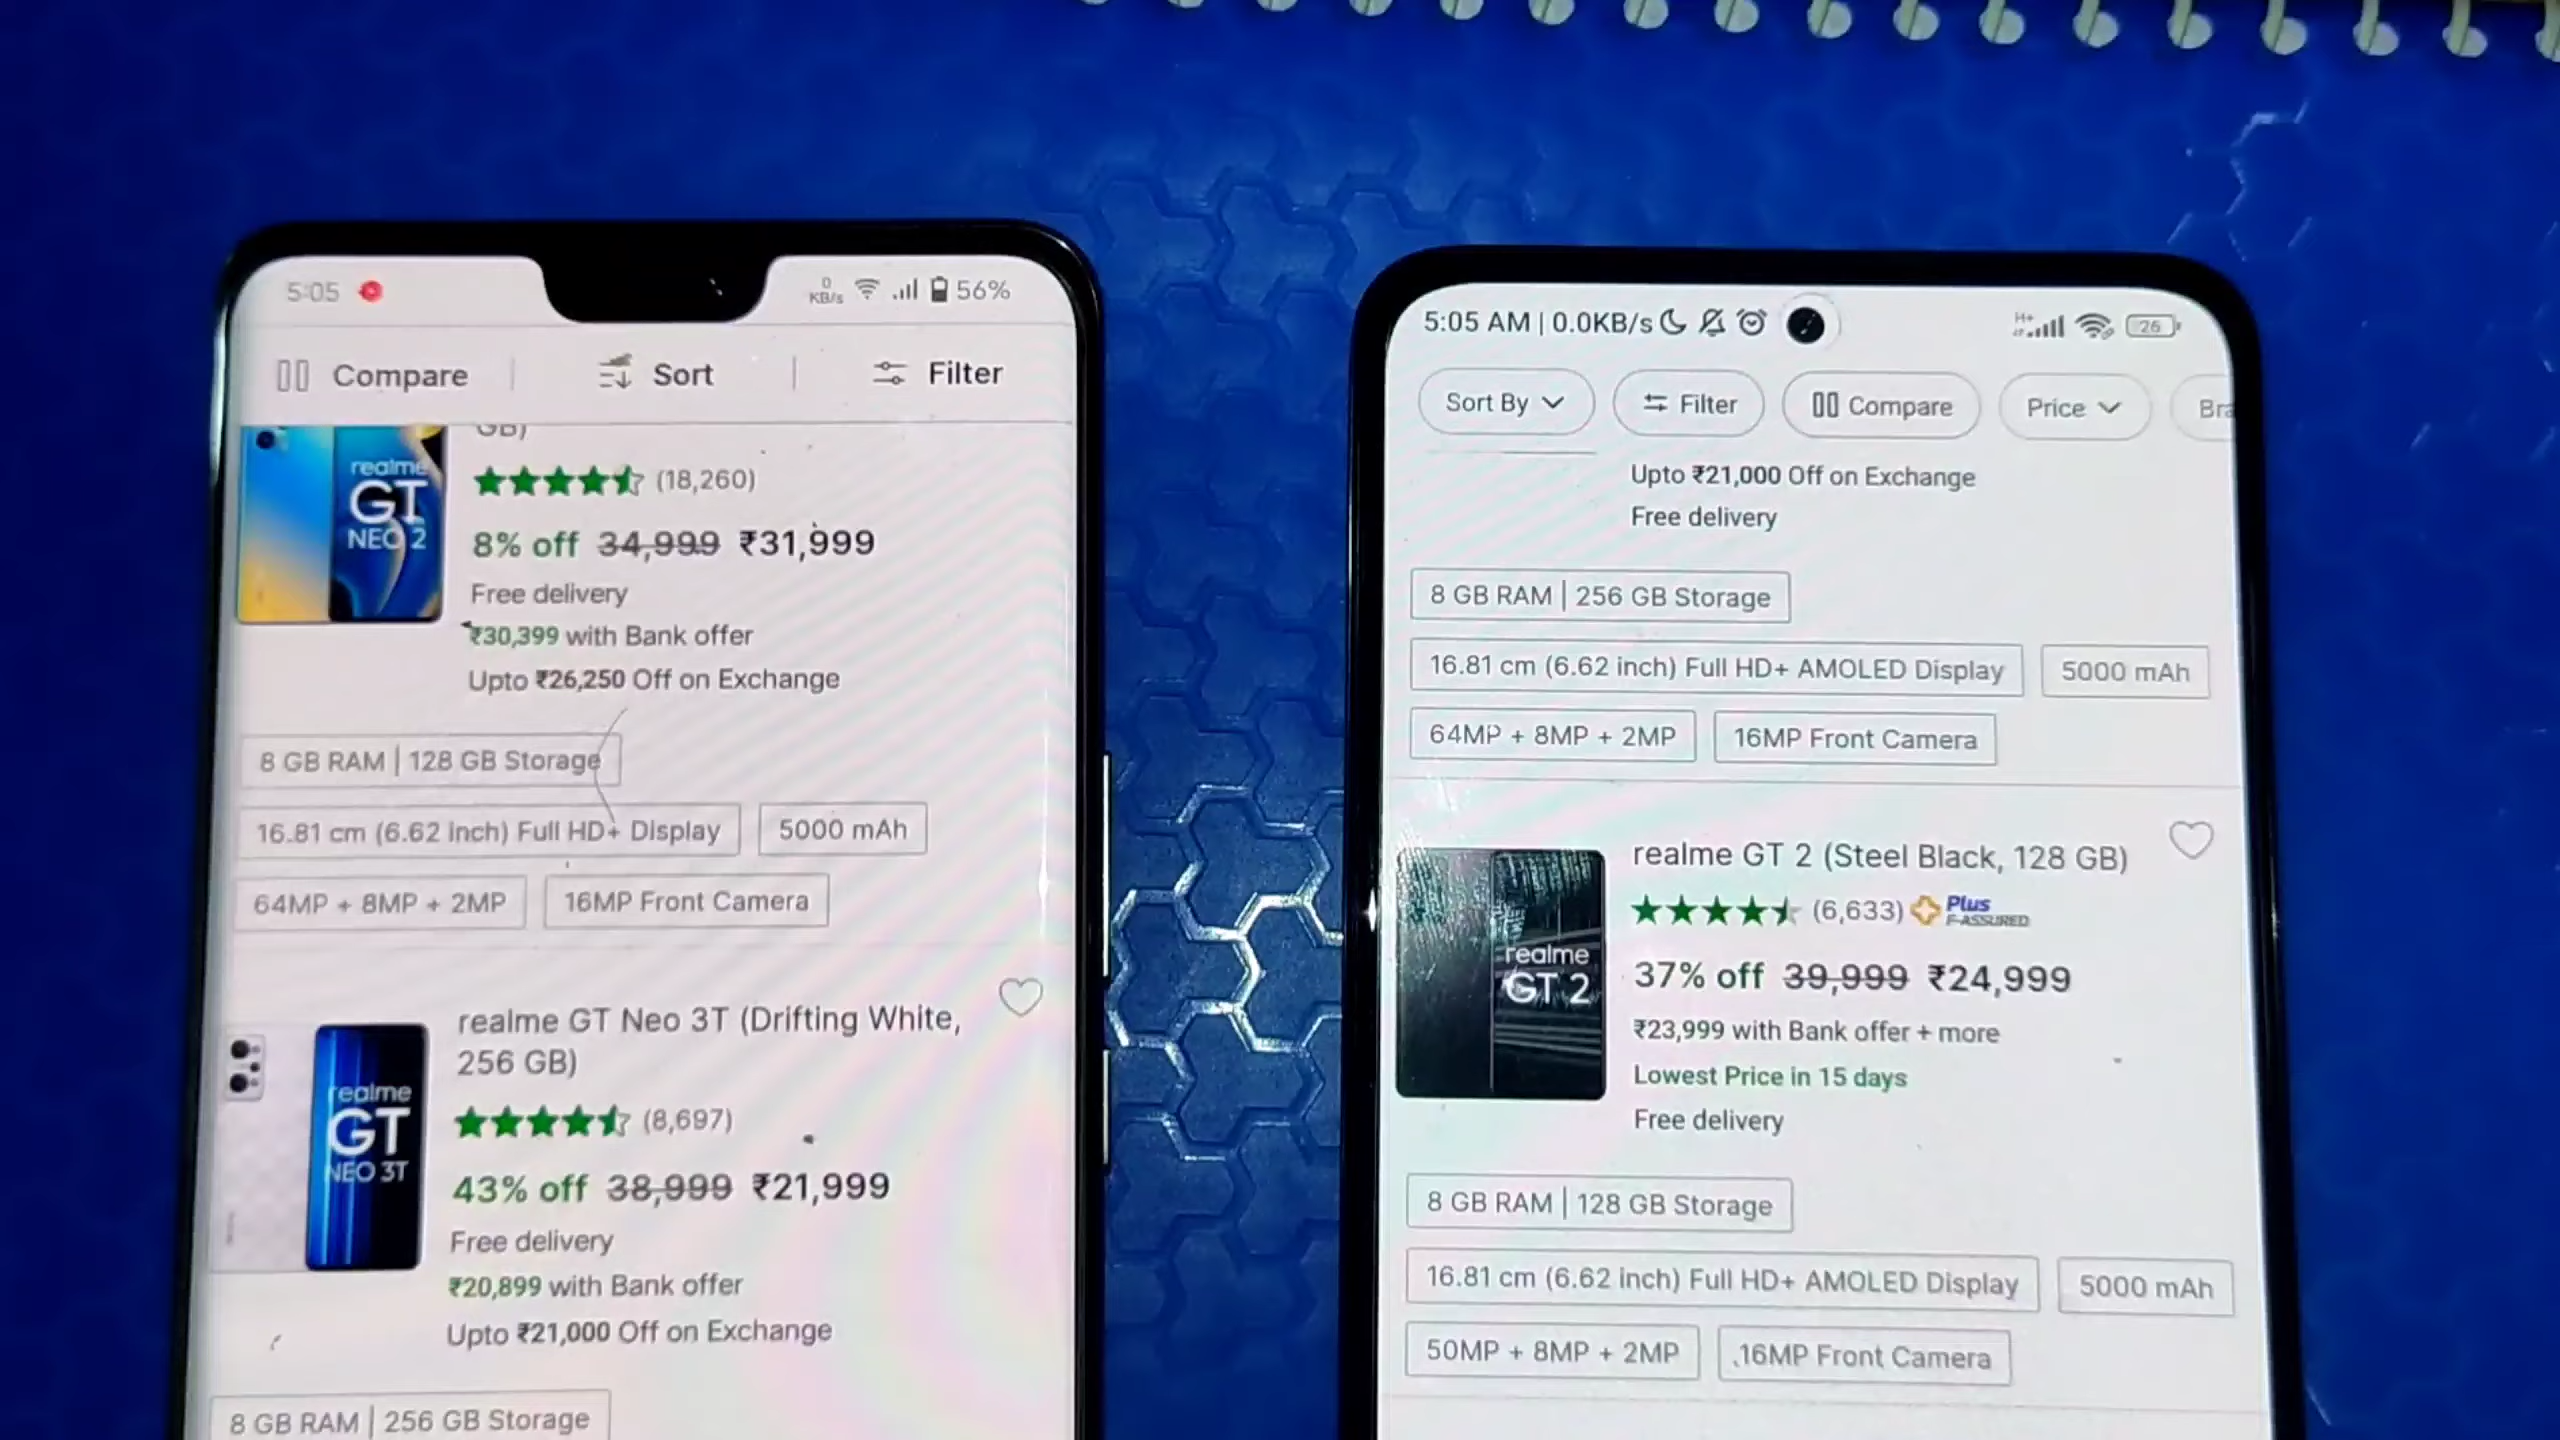 5:05
0 KB/s 56%
Compare | Sort | Filter
GB)
realme
GT
NEO 2
(18,260)
8% off 34,999 ₹31,999
Free delivery
₹30,399 with Bank offer
Upto ₹26,250 Off on Exchange
8 GB RAM | 128 GB Storage
16.81 cm (6.62 inch) Full HD+ Display
5000 mAh
64MP + 8MP + 2MP
16MP Front Camera
realme GT Neo 3T (Drifting White,
256 GB)
realme
GT
NEO 3T
(8,697)
43% off 38,999 ₹21,999
Free delivery
₹20,899 with Bank offer
Upto ₹21,000 Off on Exchange
8 GB RAM | 256 GB Storage
5:05 AM | 0.0KB/s
H+ 26
Sort By Filter Compare Price Bra
Upto ₹21,000 Off on Exchange
Free delivery
8 GB RAM | 256 GB Storage
16.81 cm (6.62 inch) Full HD+ AMOLED Display
5000 mAh
64MP + 8MP + 2MP
16MP Front Camera
realme GT 2 (Steel Black, 128 GB)
realme
GT 2
(6,633) Plus
F-ASSURED
37% off 39,999 ₹24,999
₹23,999 with Bank offer + more
Lowest Price in 15 days
Free delivery
8 GB RAM | 128 GB Storage
16.81 cm (6.62 inch) Full HD+ AMOLED Display
5000 mAh
50MP + 8MP + 2MP
16MP Front Camera